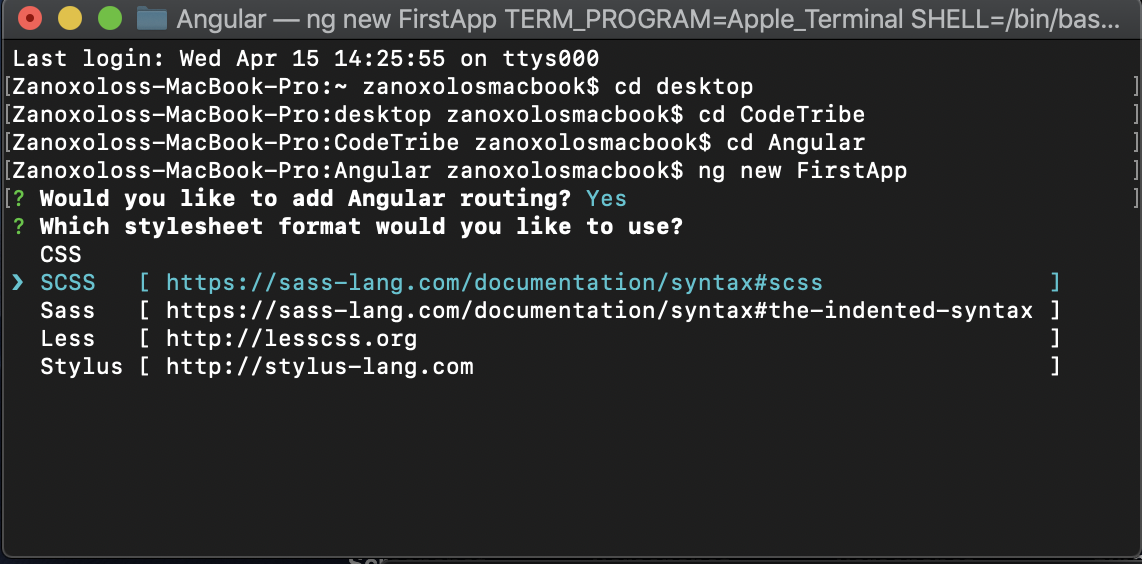 Angular — ng new FirstApp TERM_PROGRAM=Apple_Terminal SHELL=/bin/bas...
Last login: Wed Apr 15 14:25:55 on ttys000
[Zanoxoloss-MacBook-Pro:~ zanoxolosmacbook$ cd desktop ]
[Zanoxoloss-MacBook-Pro:desktop zanoxolosmacbook$ cd CodeTribe ]
[Zanoxoloss-MacBook-Pro:CodeTribe zanoxolosmacbook$ cd Angular ]
[Zanoxoloss-MacBook-Pro:Angular zanoxolosmacbook$ ng new FirstApp ]
[? Would you like to add Angular routing? Yes ]
? Which stylesheet format would you like to use?
CSS
❯ SCSS [ https://sass-lang.com/documentation/syntax#scss ]
Sass [ https://sass-lang.com/documentation/syntax#the-indented-syntax ]
Less [ http://lesscss.org ]
Stylus [ http://stylus-lang.com ]